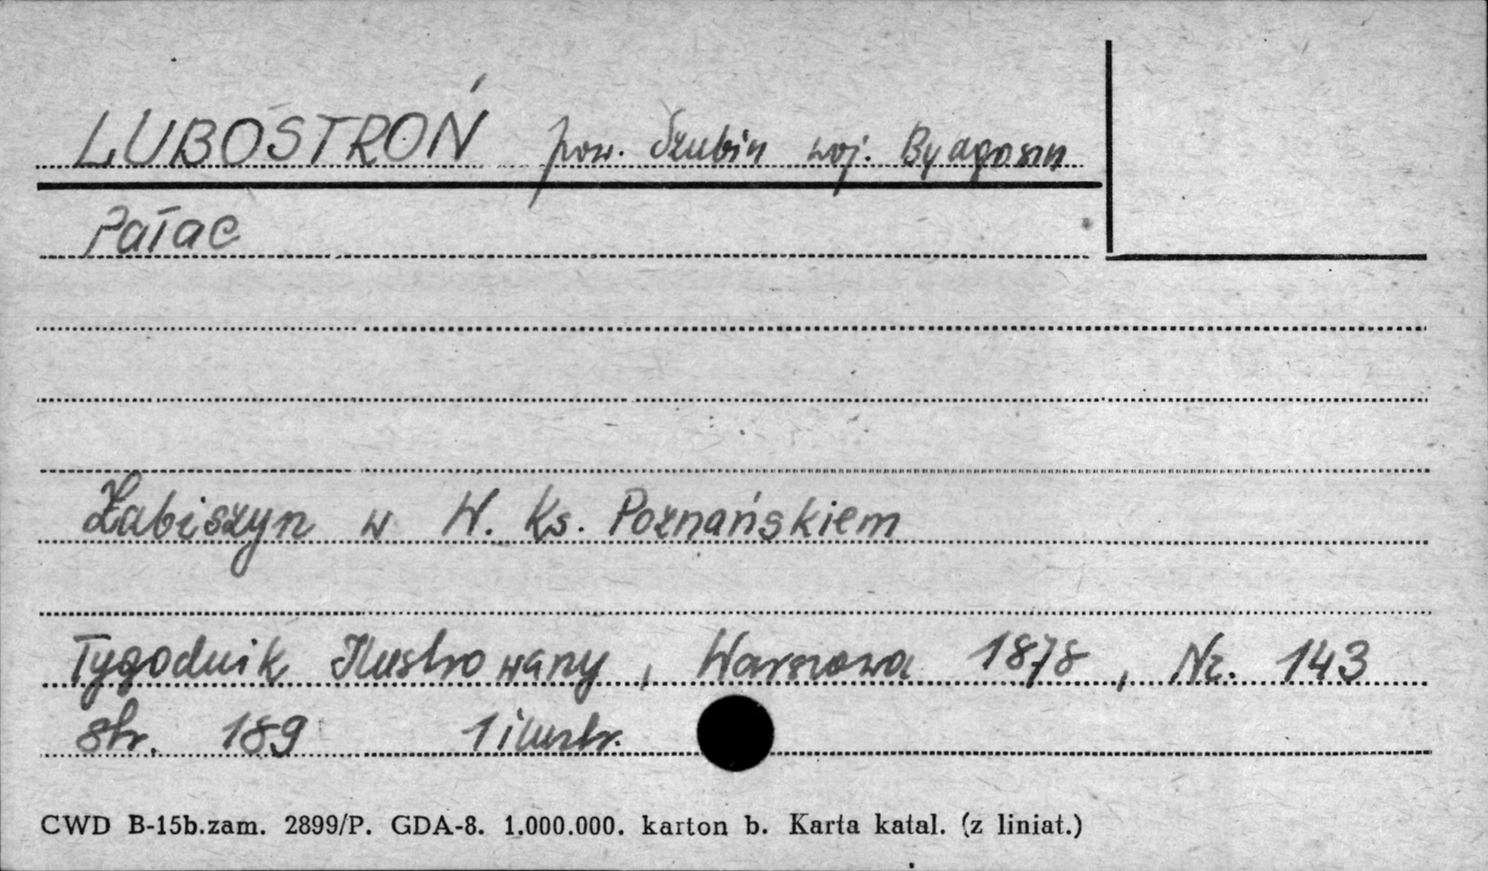 LUBOSTROŃ pow. Szubin woj. Bydgoszcz
Pałac
Łabiszyn w W. Ks. Poznańskiem
Tygodnik Ilustrowany, Warszawa 1878, Nr. 143
str. 189 1 ilustr.
CWD B-15b.zam. 2899/P. GDA-8. 1.000.000. karton b. Karta katal. (z liniat.)